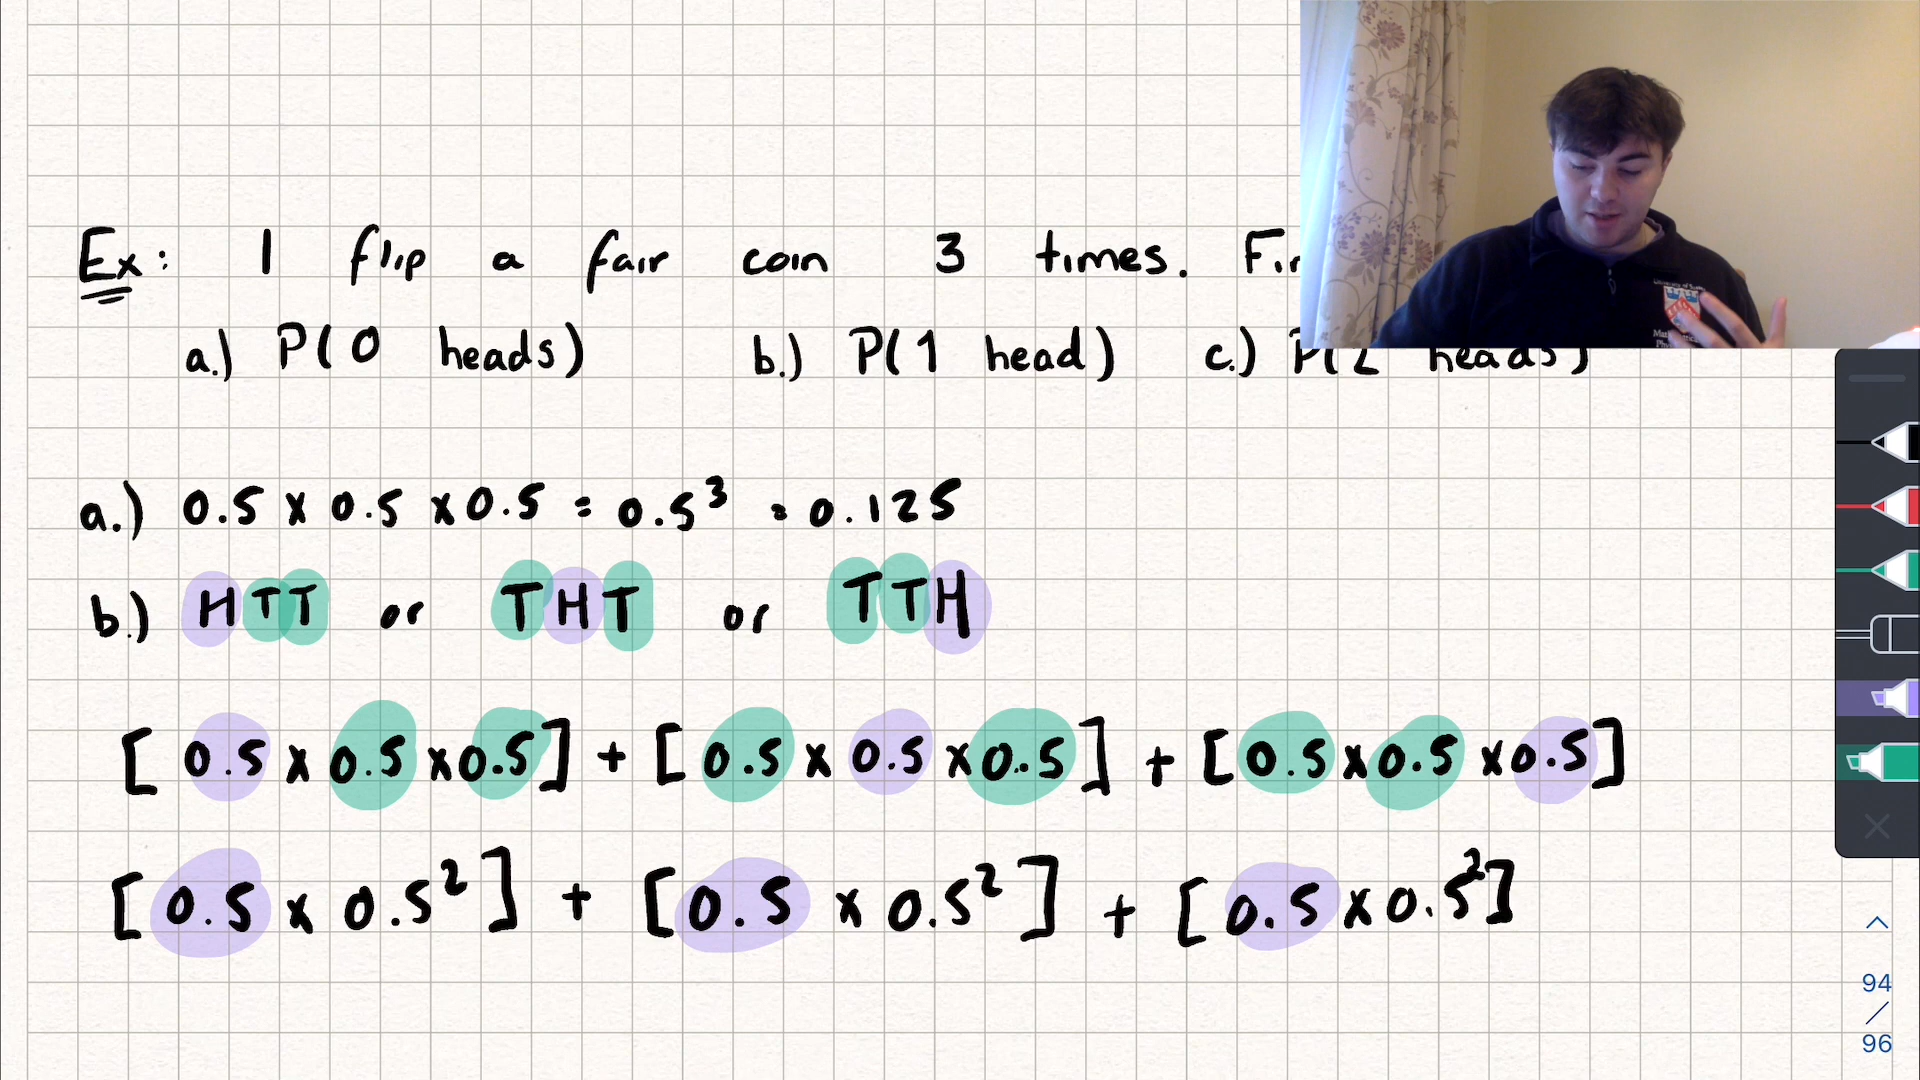 Ex: I flip a fair coin 3 times.
a.) P(0 heads) b.) P(1 head) c.) P(2 heads)
a.) 0.5 x 0.5 x 0.5 = 0.5³ = 0.125
b.) HTT or THT or TTH
[0.5 x 0.5 x 0.5] + [0.5 x 0.5 x 0.5] + [0.5 x 0.5 x 0.5]
[0.5 x 0.5²] + [0.5 x 0.5²] + [0.5 x 0.5²]
94
/
96